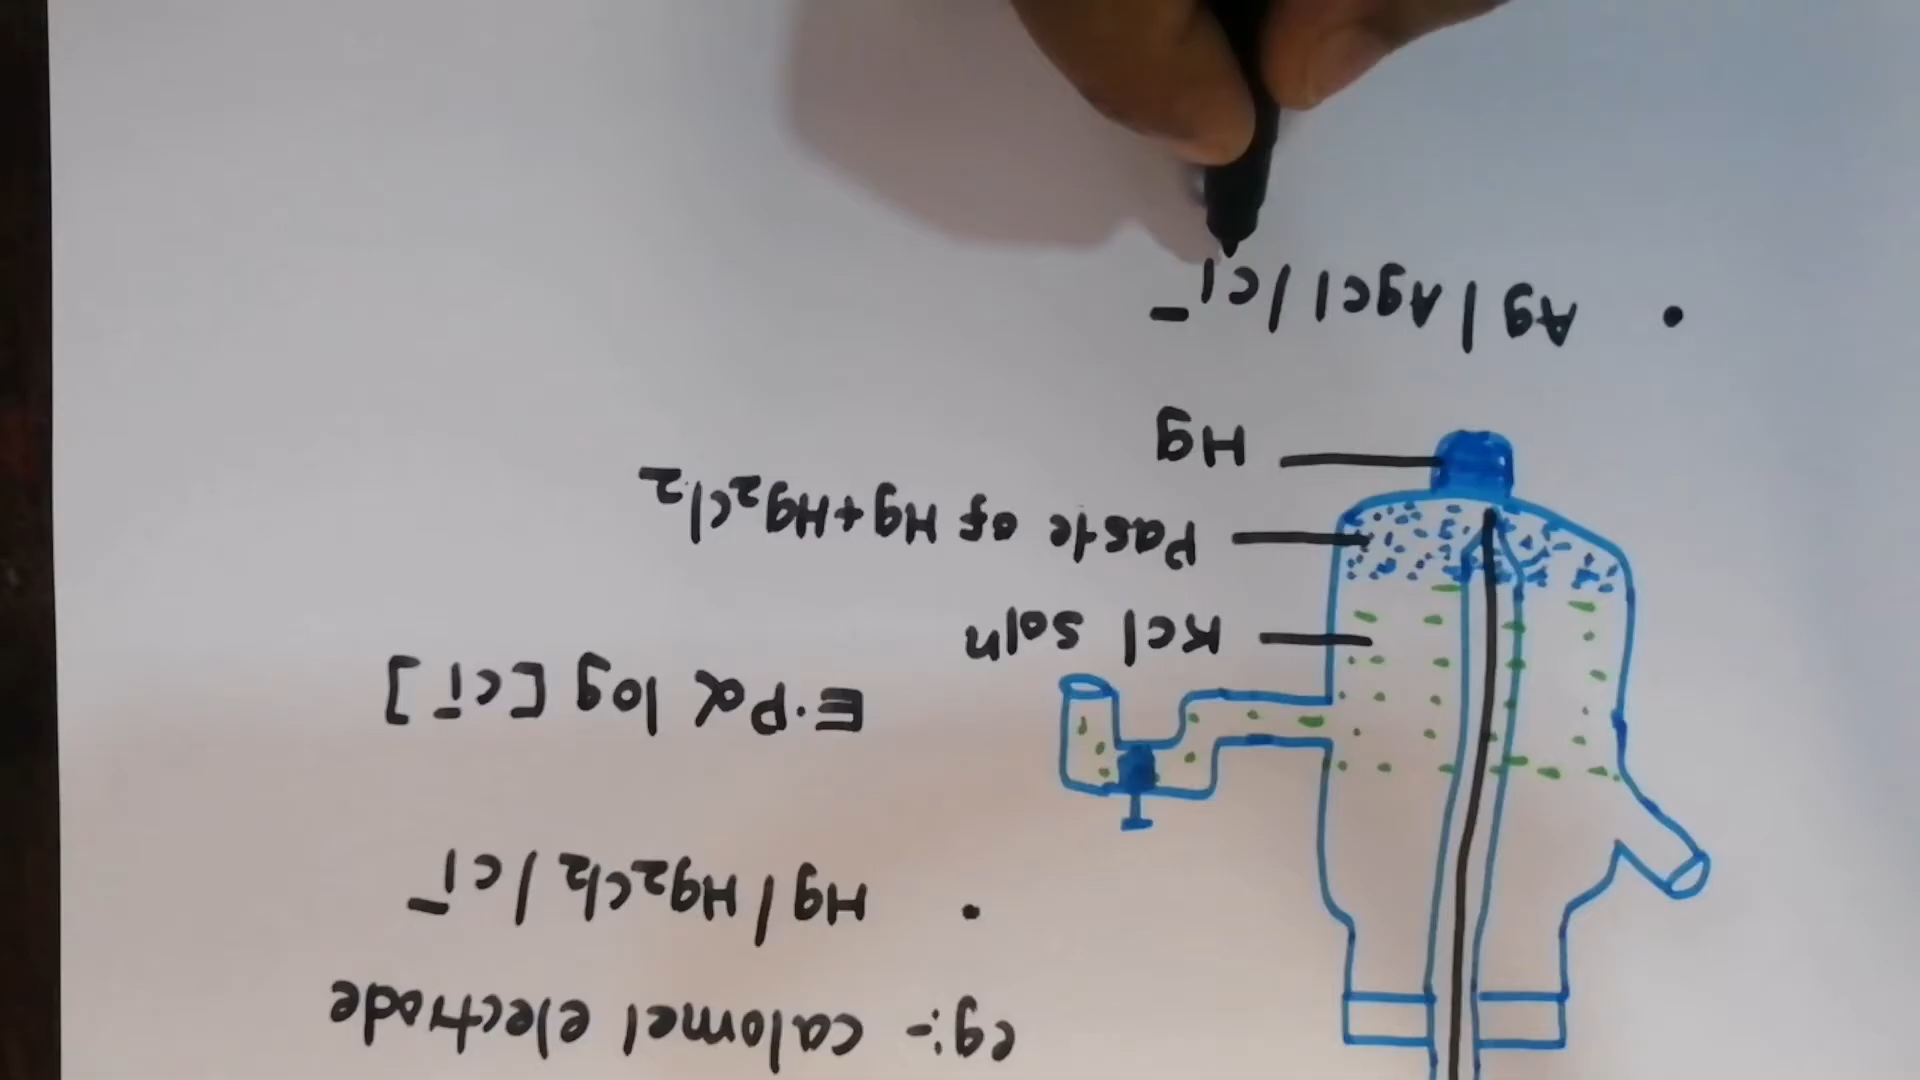 eg:- calomel electrode
• Hg/Hg2Cl2/Cl⁻
E.P α log [Cl⁻]
KCl soln
Paste of Hg+Hg2Cl2
Hg
• Ag/AgCl/Cl⁻